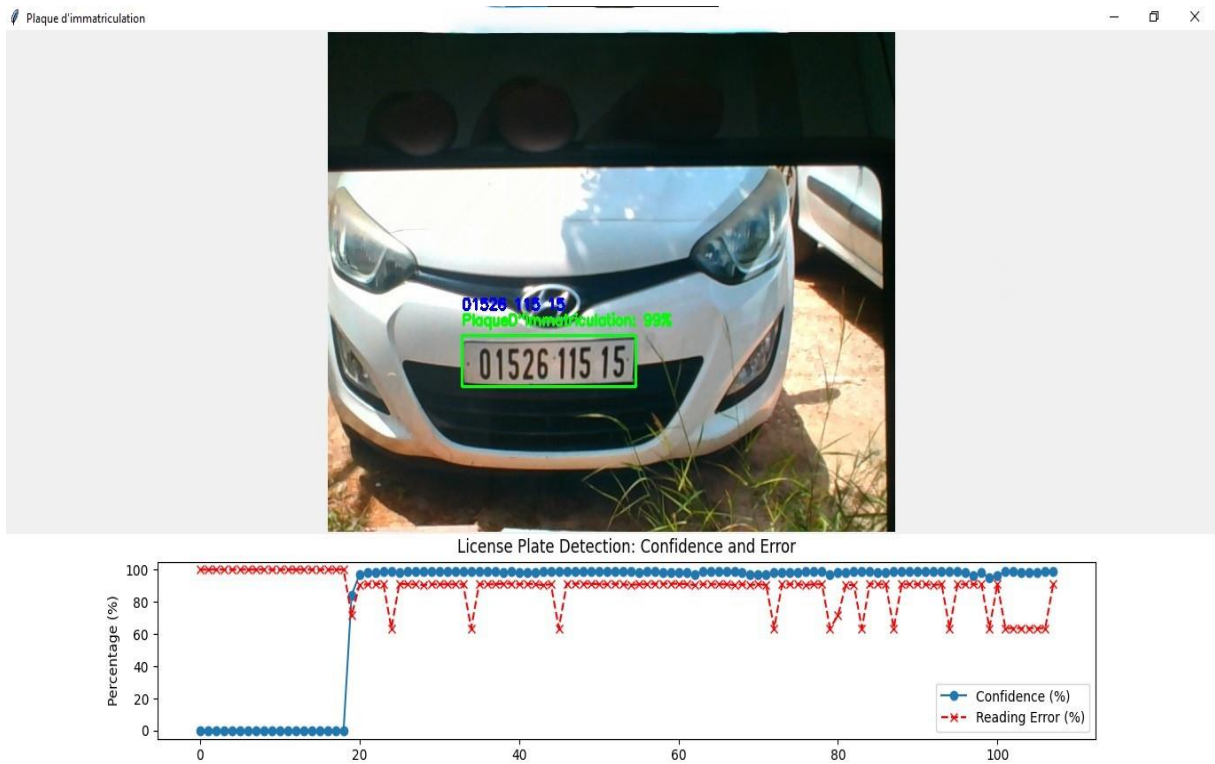 Plaque d'immatriculation
01526 115 15
PlaqueD'Immatriculation: 99%
01526 115 15
License Plate Detection: Confidence and Error
Percentage (%)
100
80
60
40
20
0
Confidence (%)
Reading Error (%)
0 20 40 60 80 100